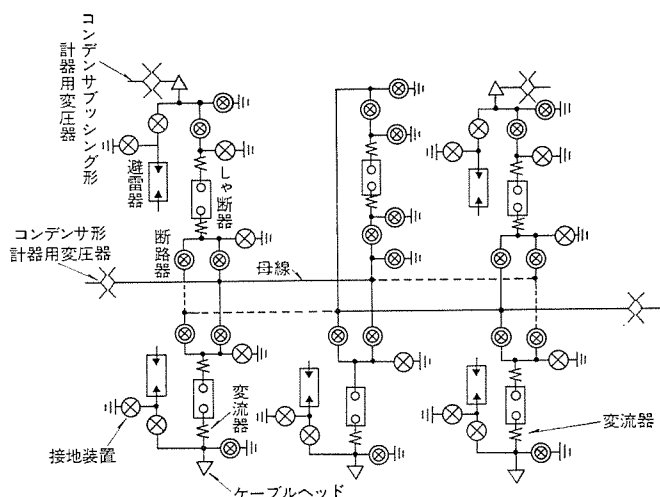 コンデンサブッシング形
計器用変圧器
避雷器
しゃ断器
コンデンサ形
計器用変圧器
断路器
母線
変流器
接地装置
変流器
ケーブルヘッド